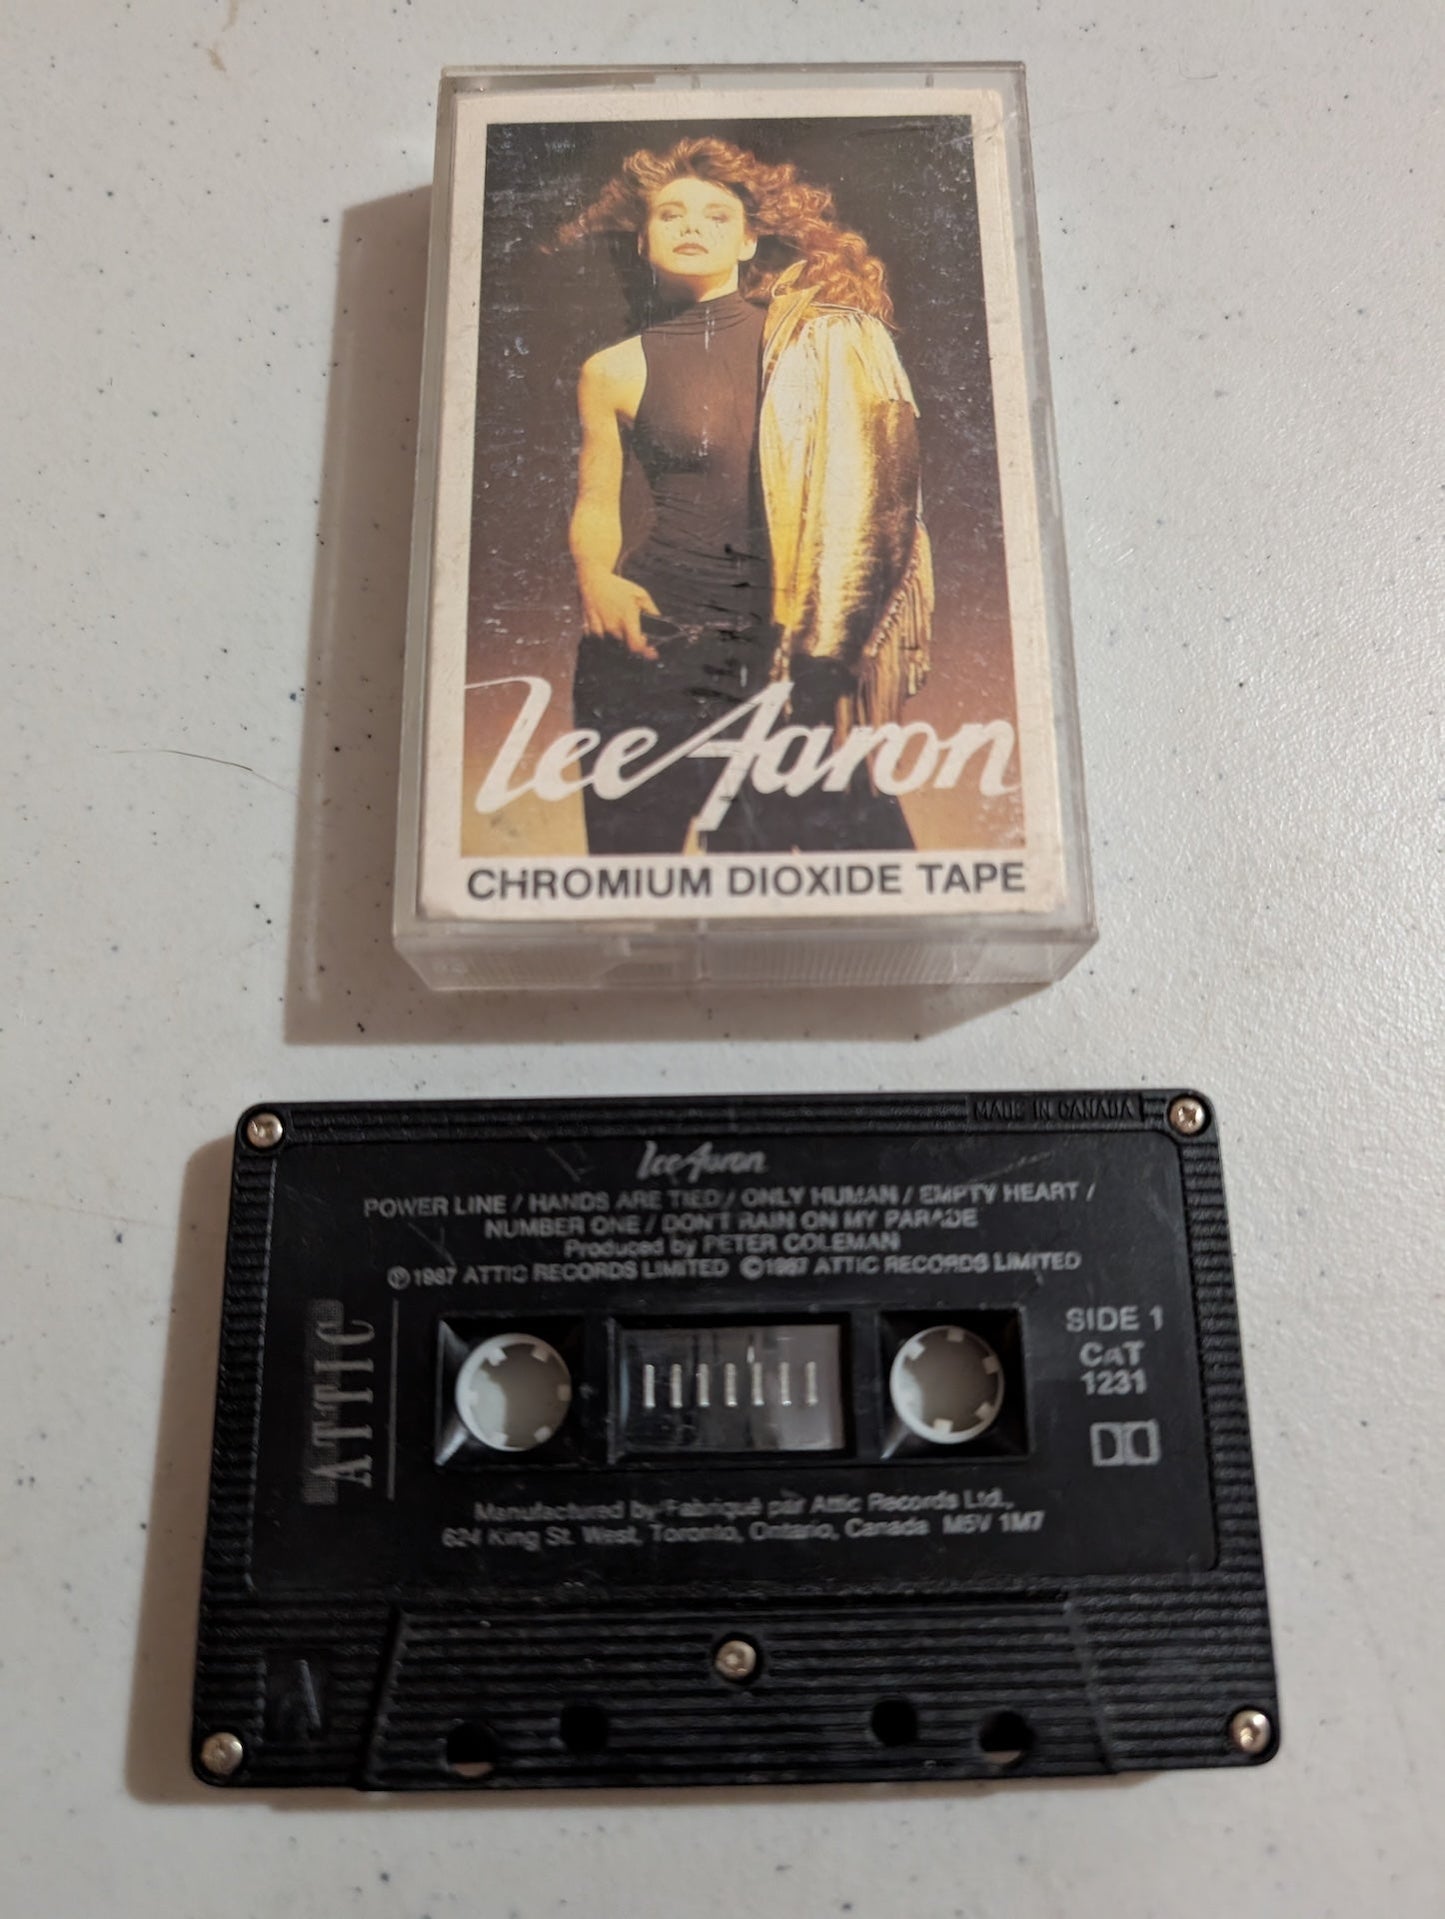 Lee Aaron
CHROMIUM DIOXIDE TAPE
MADE IN CANADA
Lee Aaron
POWER LINE / HANDS ARE TIED / ONLY HUMAN / EMPTY HEART /
NUMBER ONE / DON'T RAIN ON MY PARADE
Produced by PETER COLEMAN
Ⓟ1987 ATTIC RECORDS LIMITED ©1987 ATTIC RECORDS LIMITED
ATTIC
SIDE 1
CAT
1231
Manufactured by/Fabriqué par Attic Records Ltd.,
624 King St. West, Toronto, Ontario, Canada M5V 1M7
A